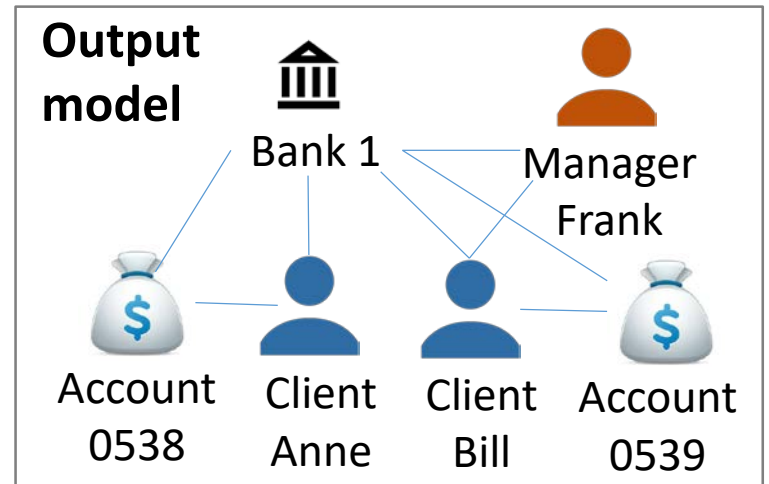 Output
model
Bank 1
Manager
Frank
$
$
Account
0538
Client
Anne
Client
Bill
Account
0539